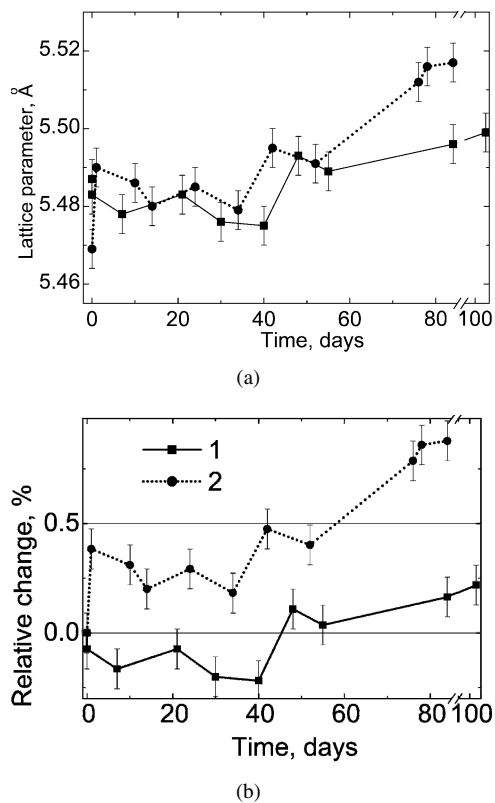 5.52
5.50
5.48
5.46
Lattice parameter, Å
0 20 40 60 80 100
Time, days
(a)
1
2
0.5
0.0
Relative change, %
0 20 40 60 80 100
Time, days
(b)